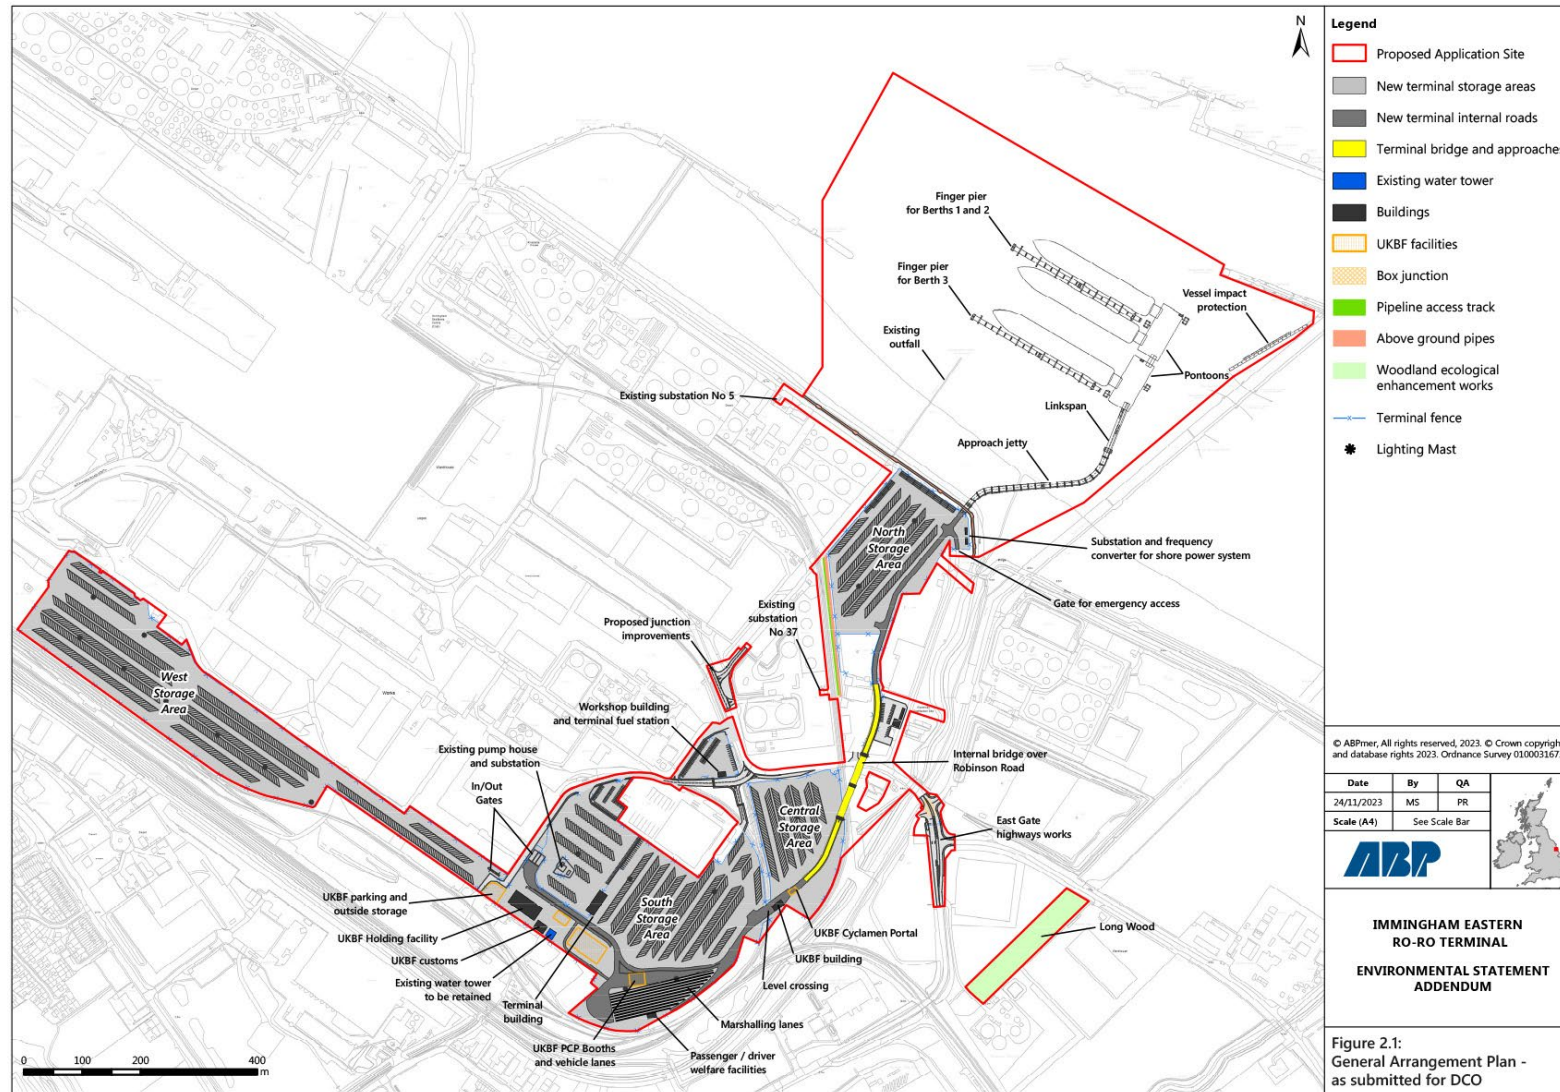 N
Finger pier
for Berths 1 and 2
Finger pier
for Berth 3
Existing
outfall
Vessel impact
protection
Pontoons
Linkspan
Approach jetty
Existing substation No 5
North
Storage
Area
Substation and frequency
converter for shore power system
Gate for emergency access
Existing
substation
No 37
Proposed junction
improvements
West
Storage
Area
Workshop building
and terminal fuel station
Existing pump house
and substation
In/Out
Gates
Internal bridge over
Robinson Road
Central
Storage
Area
East Gate
highways works
South
Storage
Area
UKBF parking and
outside storage
UKBF Holding facility
UKBF customs
Existing water tower
to be retained
Terminal
building
UKBF PCP Booths
and vehicle lanes
Passenger / driver
welfare facilities
Marshalling lanes
Level crossing
UKBF building
UKBF Cyclamen Portal
Long Wood
0 100 200 400
m
Legend
Proposed Application Site
New terminal storage areas
New terminal internal roads
Terminal bridge and approaches
Existing water tower
Buildings
UKBF facilities
Box junction
Pipeline access track
Above ground pipes
Woodland ecological
enhancement works
Terminal fence
Lighting Mast
© ABPmer, All rights reserved, 2023. © Crown copyright
and database rights 2023. Ordnance Survey 0100031673
Date By QA
24/11/2023 MS PR
Scale (A4) See Scale Bar
ABP
IMMINGHAM EASTERN
RO-RO TERMINAL
ENVIRONMENTAL STATEMENT
ADDENDUM
Figure 2.1:
General Arrangement Plan -
as submitted for DCO